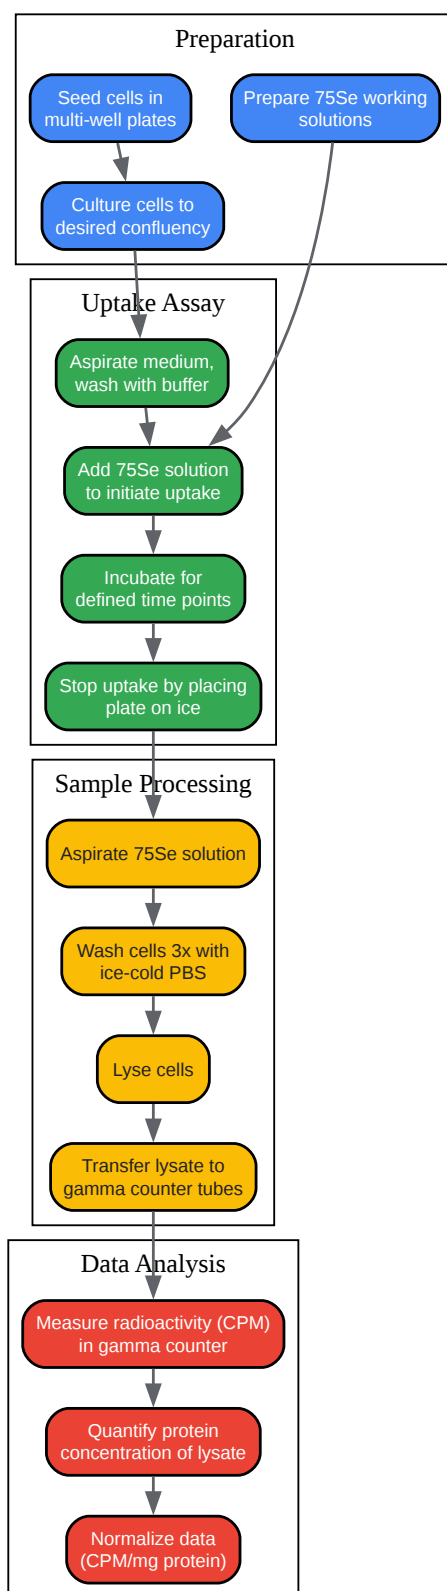 Preparation
Seed cells in
multi-well plates
Prepare 75Se working
solutions
Culture cells to
desired confluency
Uptake Assay
Aspirate medium,
wash with buffer
Add 75Se solution
to initiate uptake
Incubate for
defined time points
Stop uptake by placing
plate on ice
Sample Processing
Aspirate 75Se solution
Wash cells 3x with
ice-cold PBS
Lyse cells
Transfer lysate to
gamma counter tubes
Data Analysis
Measure radioactivity (CPM)
in gamma counter
Quantify protein
concentration of lysate
Normalize data
(CPM/mg protein)